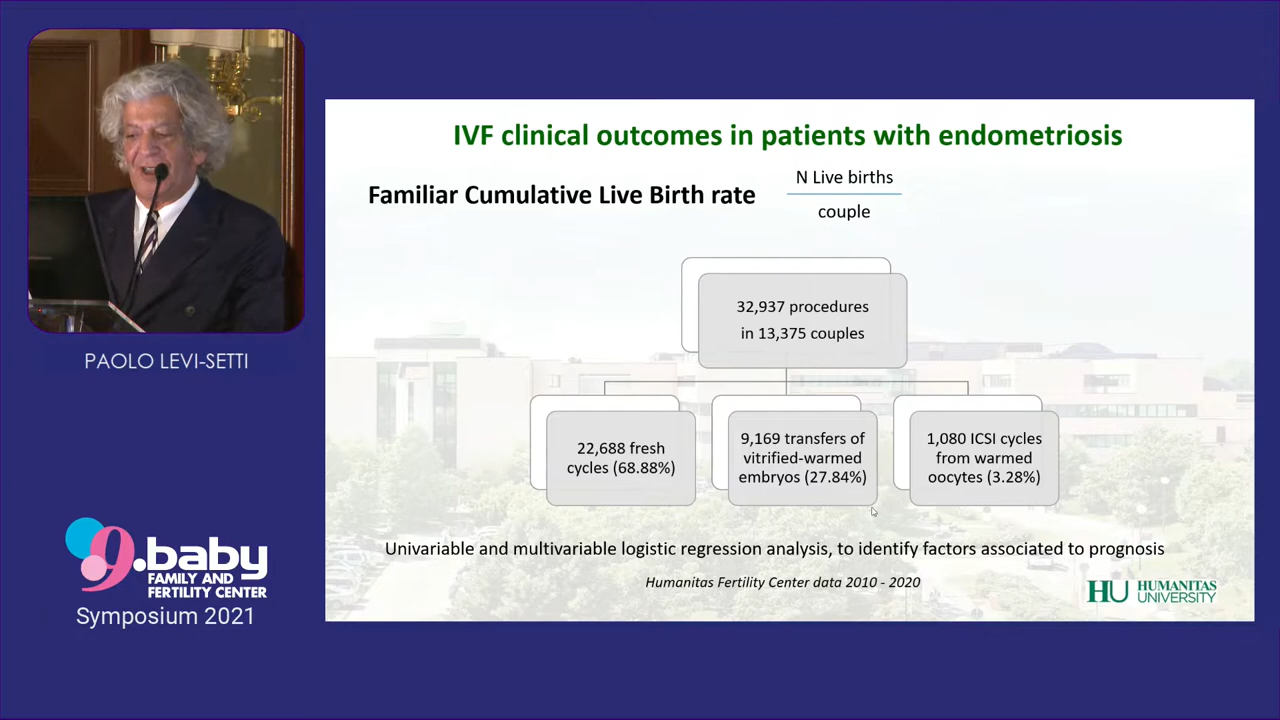 IVF clinical outcomes in patients with endometriosis
Familiar Cumulative Live Birth rate
N Live births
couple
32,937 procedures
in 13,375 couples
22,688 fresh
cycles (68.88%)
9,169 transfers of
vitrified-warmed
embryos (27.84%)
1,080 ICSI cycles
from warmed
oocytes (3.28%)
Univariable and multivariable logistic regression analysis, to identify factors associated to prognosis
Humanitas Fertility Center data 2010 - 2020
HU HUMANITAS
UNIVERSITY
PAOLO LEVI-SETTI
9.baby
FAMILY AND
FERTILITY CENTER
Symposium 2021